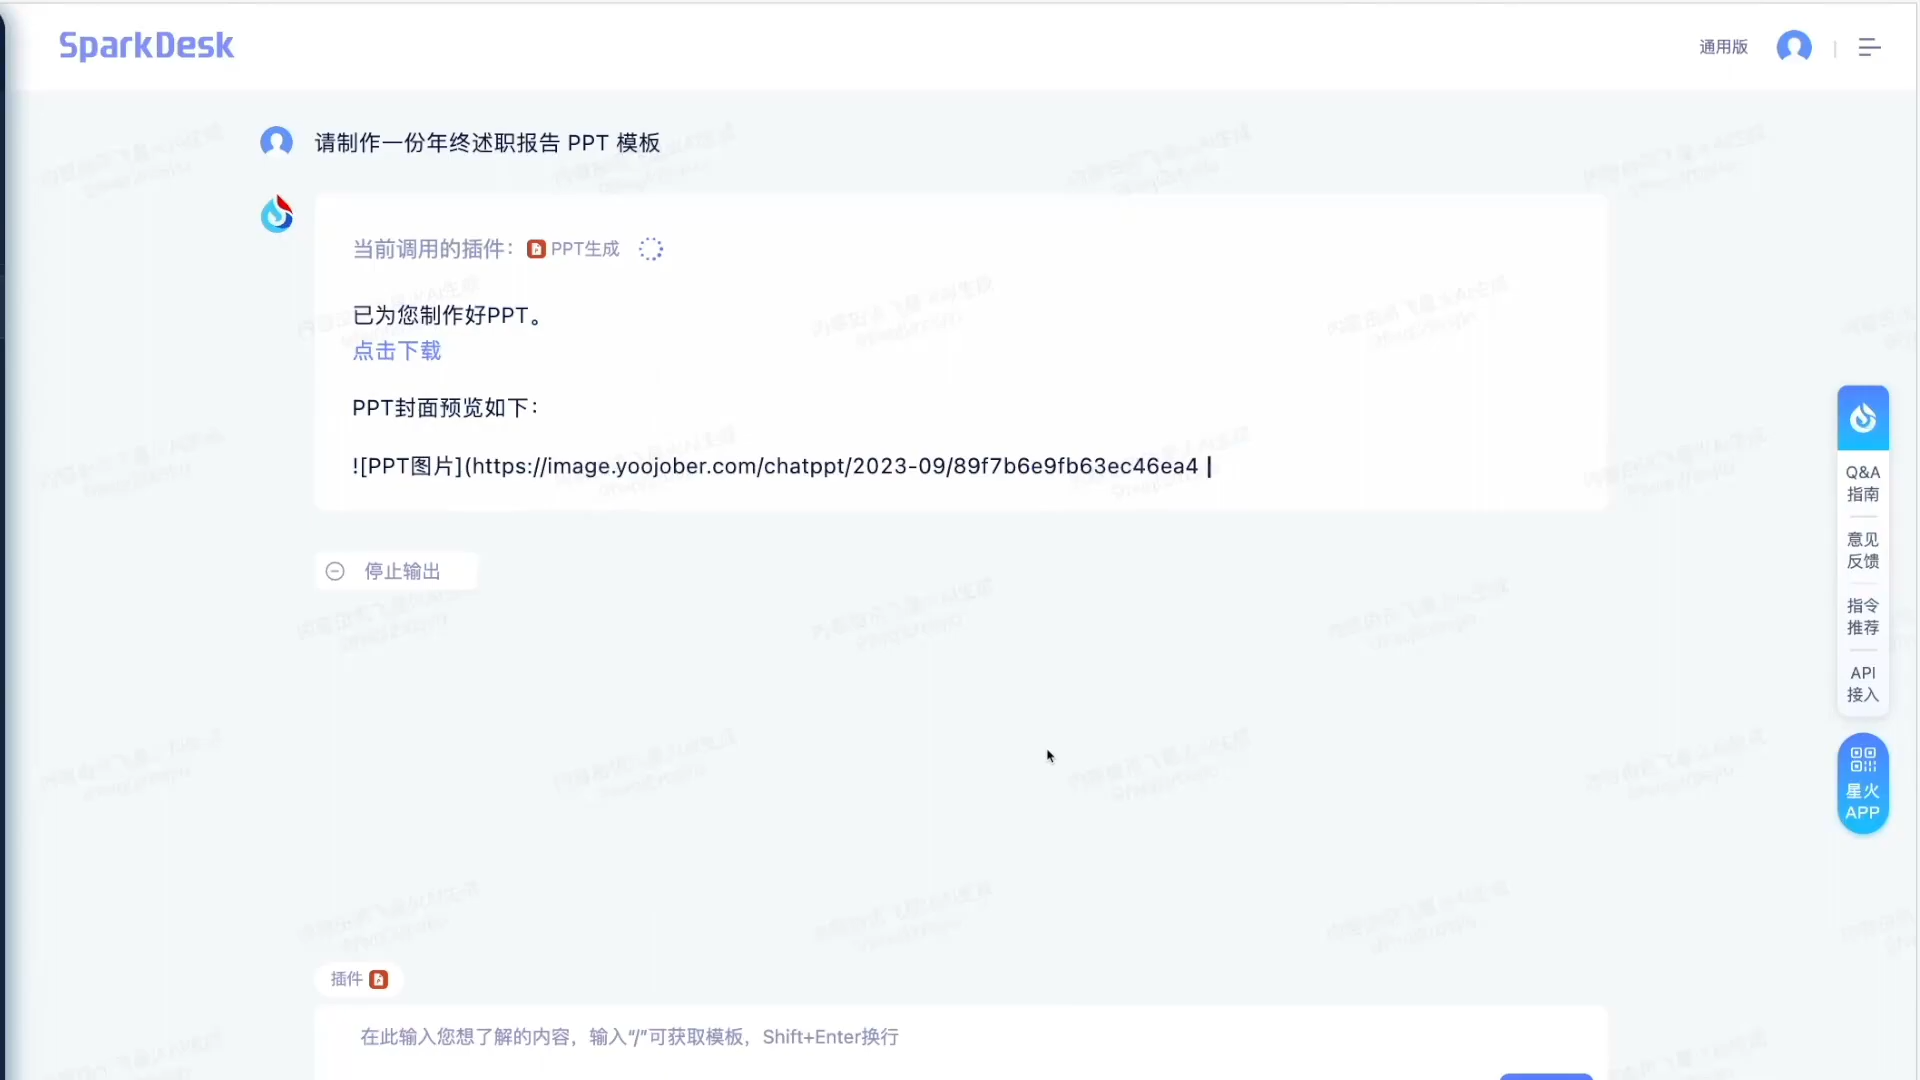 SparkDesk
通用版
请制作一份年终述职报告 PPT 模板
当前调用的插件： PPT生成
已为您制作好PPT。
点击下载
PPT封面预览如下：
![PPT图片](https://image.yoojober.com/chatppt/2023-09/89f7b6e9fb63ec46ea4
停止输出
Q&A
指南
意见
反馈
指令
推荐
API
接入
星火
APP
插件
在此输入您想了解的内容，输入“/”可获取模板，Shift+Enter换行